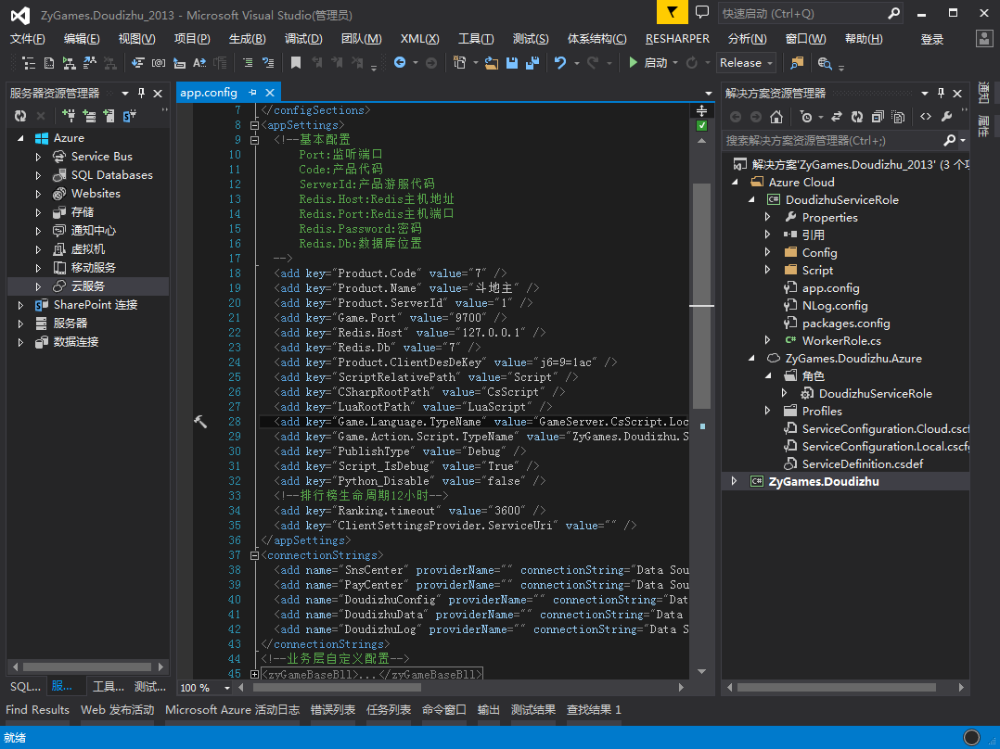 ZyGames.Doudizhu_2013 - Microsoft Visual Studio(管理员)
快速启动 (Ctrl+Q)
文件(F) 编辑(E) 视图(V) 项目(P) 生成(B) 调试(D) 团队(M) XML(X) 工具(T) 测试(S) 体系结构(C) RESHARPER 分析(N) 窗口(W) 帮助(H) 登录
启动 Release
服务器资源管理器
Azure
Service Bus
SQL Databases
Websites
存储
通知中心
虚拟机
移动服务
云服务
SharePoint 连接
服务器
数据连接
SQL... 服... 工具... 测试...
app.config
7 </configSections>
8 <appSettings>
9 <!--基本配置
10 Port:监听端口
11 Code:产品代码
12 ServerId:产品游服代码
13 Redis.Host:Redis主机地址
14 Redis.Port:Redis主机端口
15 Redis.Password:密码
16 Redis.Db:数据库位置
17 -->
18 <add key="Product.Code" value="7" />
19 <add key="Product.Name" value="斗地主" />
20 <add key="Product.ServerId" value="1" />
21 <add key="Game.Port" value="9700" />
22 <add key="Redis.Host" value="127.0.0.1" />
23 <add key="Redis.Db" value="7" />
24 <add key="Product.ClientDesDeKey" value="j6=9=1ac" />
25 <add key="ScriptRelativePath" value="Script" />
26 <add key="CSharpRootPath" value="CsScript" />
27 <add key="LuaRootPath" value="LuaScript" />
28 <add key="Game.Language.TypeName" value="GameServer.CsScript.Loc
29 <add key="Game.Action.Script.TypeName" value="ZyGames.Doudizhu.S
30 <add key="PublishType" value="Debug" />
31 <add key="Script_IsDebug" value="True" />
32 <add key="Python_Disable" value="false" />
33 <!--排行榜生命周期12小时-->
34 <add key="Ranking.timeout" value="3600" />
35 <add key="ClientSettingsProvider.ServiceUri" value="" />
36 </appSettings>
37 <connectionStrings>
38 <add name="SnsCenter" providerName="" connectionString="Data Sou
39 <add name="PayCenter" providerName="" connectionString="Data Sou
40 <add name="DoudizhuConfig" providerName="" connectionString="Dat
41 <add name="DoudizhuData" providerName="" connectionString="Data
42 <add name="DoudizhuLog" providerName="" connectionString="Data S
43 </connectionStrings>
44 <!--业务层自定义配置-->
45 <zyGameBaseBll>...</zyGameBaseBll>
100 %
解决方案资源管理器
搜索解决方案资源管理器(Ctrl+;)
解决方案'ZyGames.Doudizhu_2013' (3 个项
Azure Cloud
DoudizhuServiceRole
Properties
引用
Config
Script
app.config
NLog.config
packages.config
WorkerRole.cs
ZyGames.Doudizhu.Azure
角色
DoudizhuServiceRole
Profiles
ServiceConfiguration.Cloud.cscf
ServiceConfiguration.Local.cscfg
ServiceDefinition.csdef
ZyGames.Doudizhu
通知
属性
Find Results Web 发布活动 Microsoft Azure 活动日志 错误列表 任务列表 命令窗口 输出 测试结果 查找结果 1
就绪